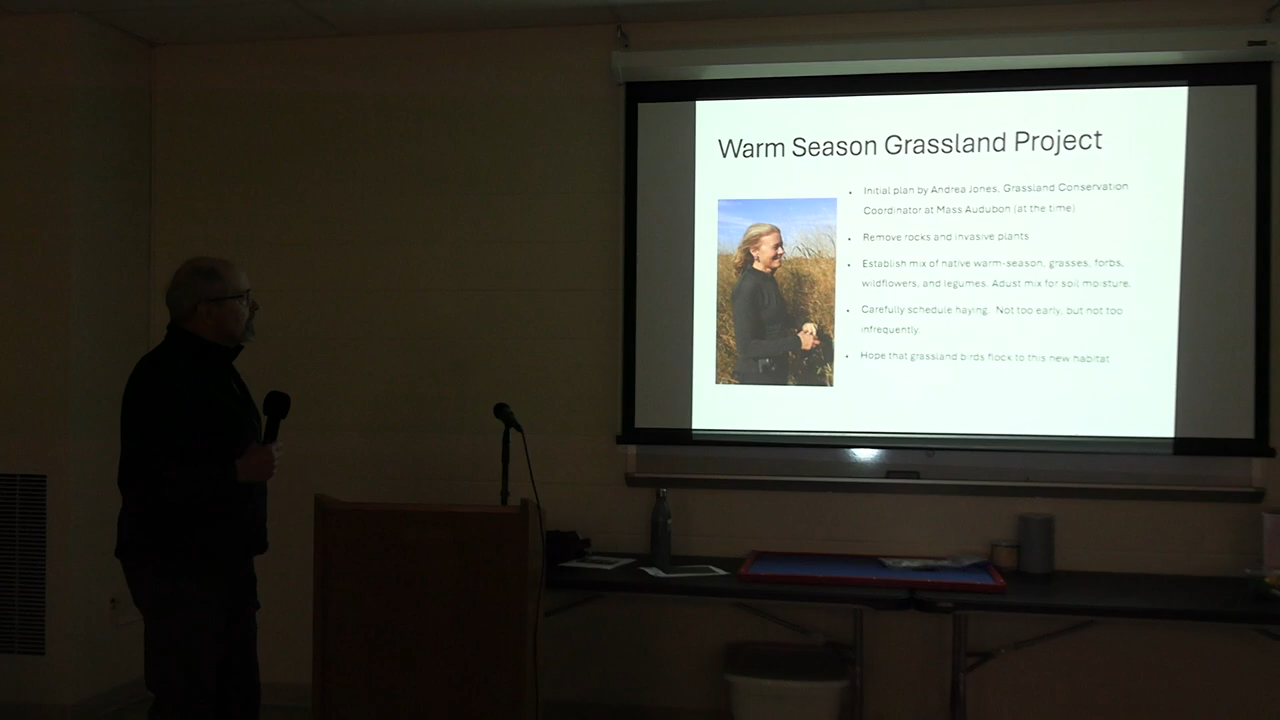 Warm Season Grassland Project
• Initial plan by Andrea Jones, Grassland Conservation
Coordinator at Mass Audubon (at the time)
• Remove rocks and invasive plants
• Establish mix of native warm-season, grasses, forbs,
wildflowers, and legumes. Adust mix for soil moisture.
• Carefully schedule haying. Not too early, but not too
infrequently.
• Hope that grassland birds flock to this new habitat